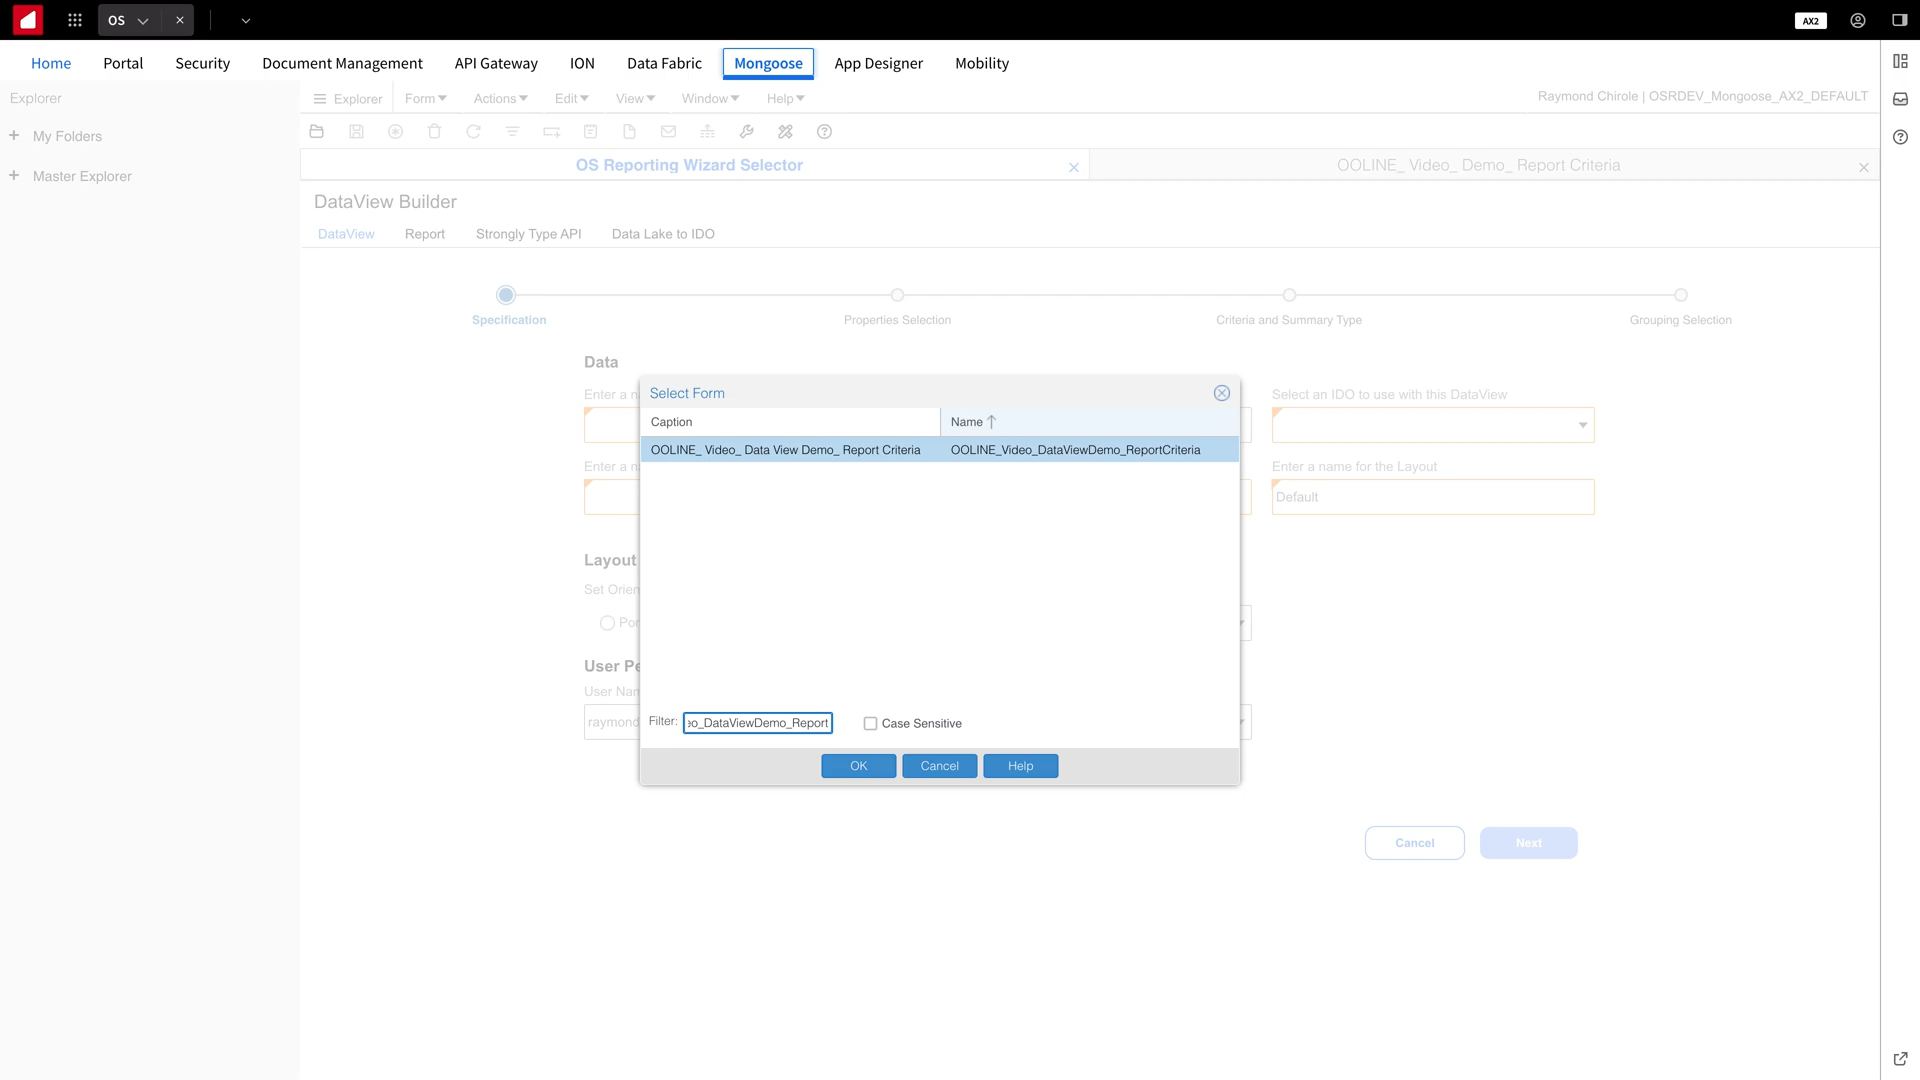 OS
AX2
Home Portal Security Document Management API Gateway ION Data Fabric Mongoose App Designer Mobility
Explorer
Explorer Form Actions Edit View Window Help
Raymond Chirole | OSRDEV_Mongoose_AX2_DEFAULT
My Folders
Master Explorer
OS Reporting Wizard Selector
OOLINE_ Video_ Demo_ Report Criteria
DataView Builder
DataView Report Strongly Type API Data Lake to IDO
Specification Properties Selection Criteria and Summary Type Grouping Selection
Data
Enter a
Select an IDO to use with this DataView
Enter a
Enter a name for the Layout
Default
Layout
Set
User
User
raymond
Select Form
Caption Name
OOLINE_ Video_ Data View Demo_ Report Criteria OOLINE_Video_DataViewDemo_ReportCriteria
Filter: eo_DataViewDemo_Report Case Sensitive
OK Cancel Help
Cancel Next